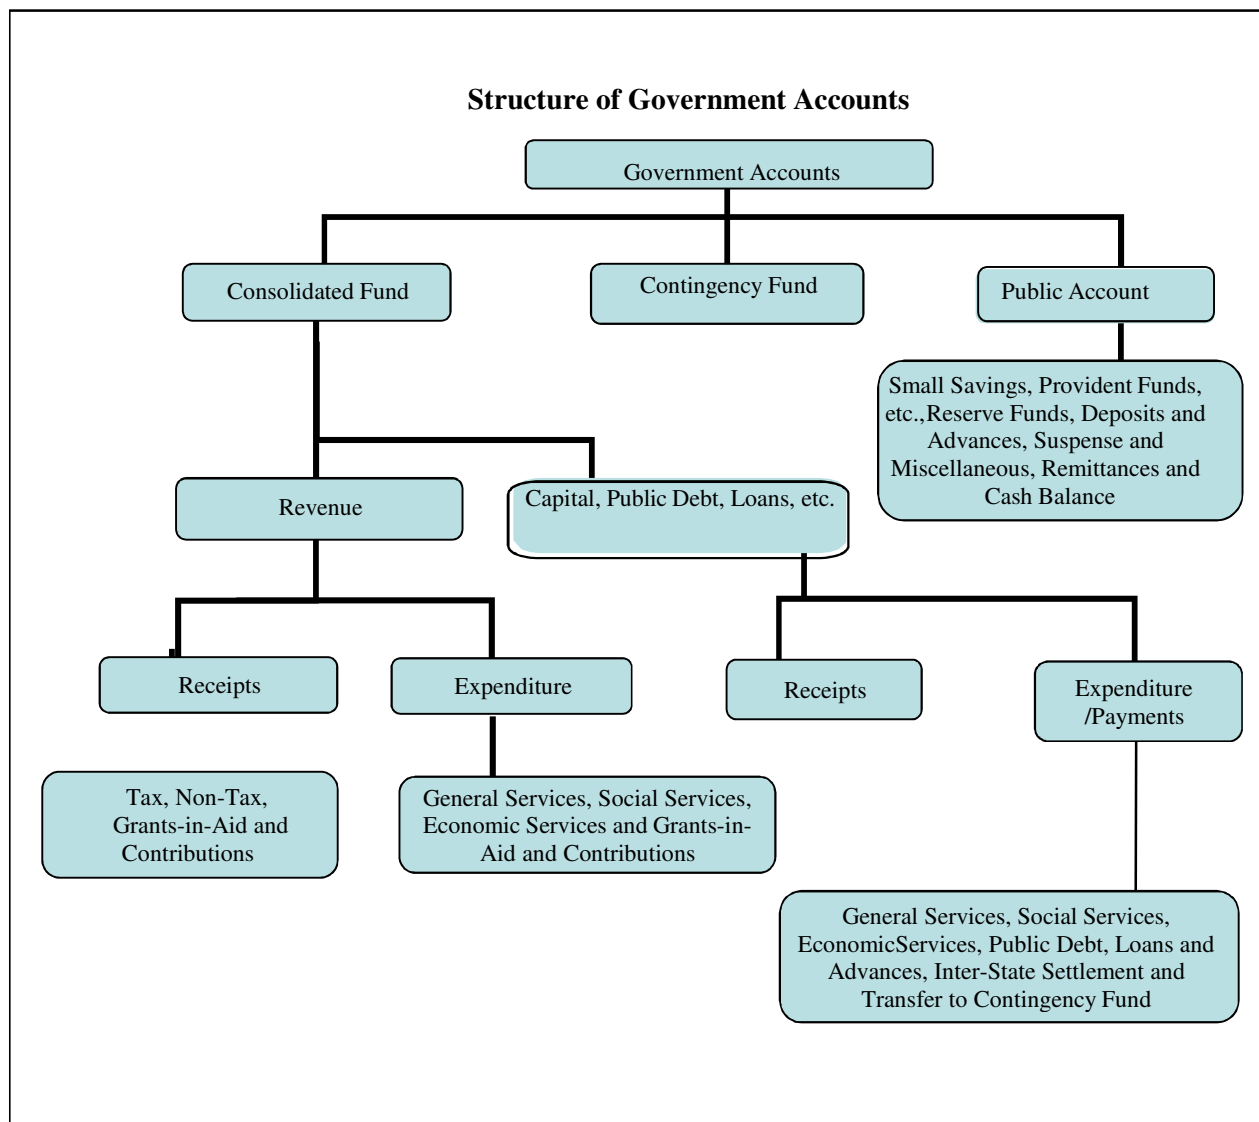 Structure of Government Accounts
Government Accounts
Consolidated Fund
Contingency Fund
Public Account
Small Savings, Provident Funds,
etc.,Reserve Funds, Deposits and
Advances, Suspense and
Miscellaneous, Remittances and
Cash Balance
Revenue
Capital, Public Debt, Loans, etc.
Receipts
Expenditure
Receipts
Expenditure
/Payments
Tax, Non-Tax,
Grants-in-Aid and
Contributions
General Services, Social Services,
Economic Services and Grants-in-
Aid and Contributions
General Services, Social Services,
EconomicServices, Public Debt, Loans and
Advances, Inter-State Settlement and
Transfer to Contingency Fund